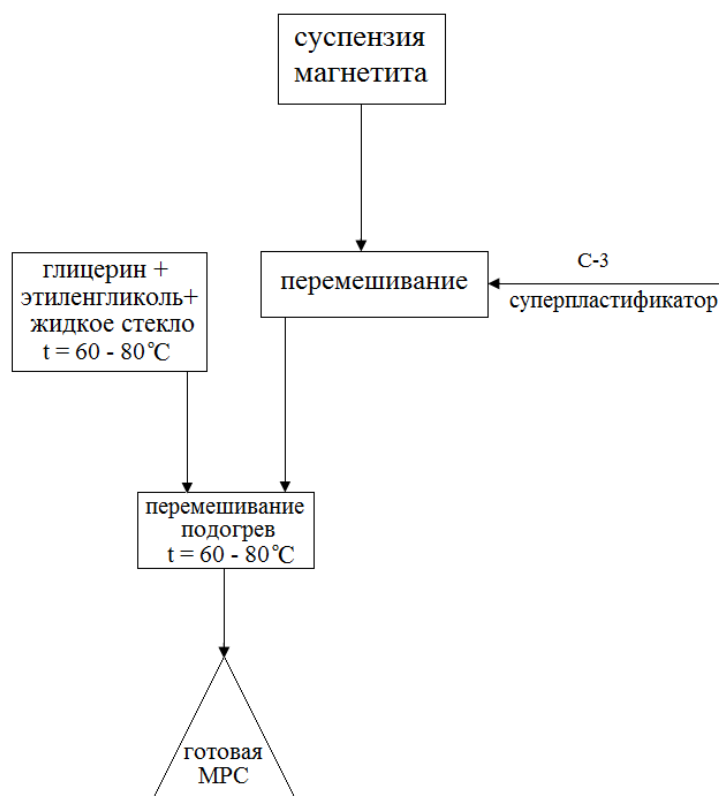 суспензия
магнетита
глицерин +
этиленгликоль+
жидкое стекло
t = 60 - 80°C
перемешивание
С-3
суперпластификатор
перемешивание
подогрев
t = 60 - 80°C
готовая
МРС